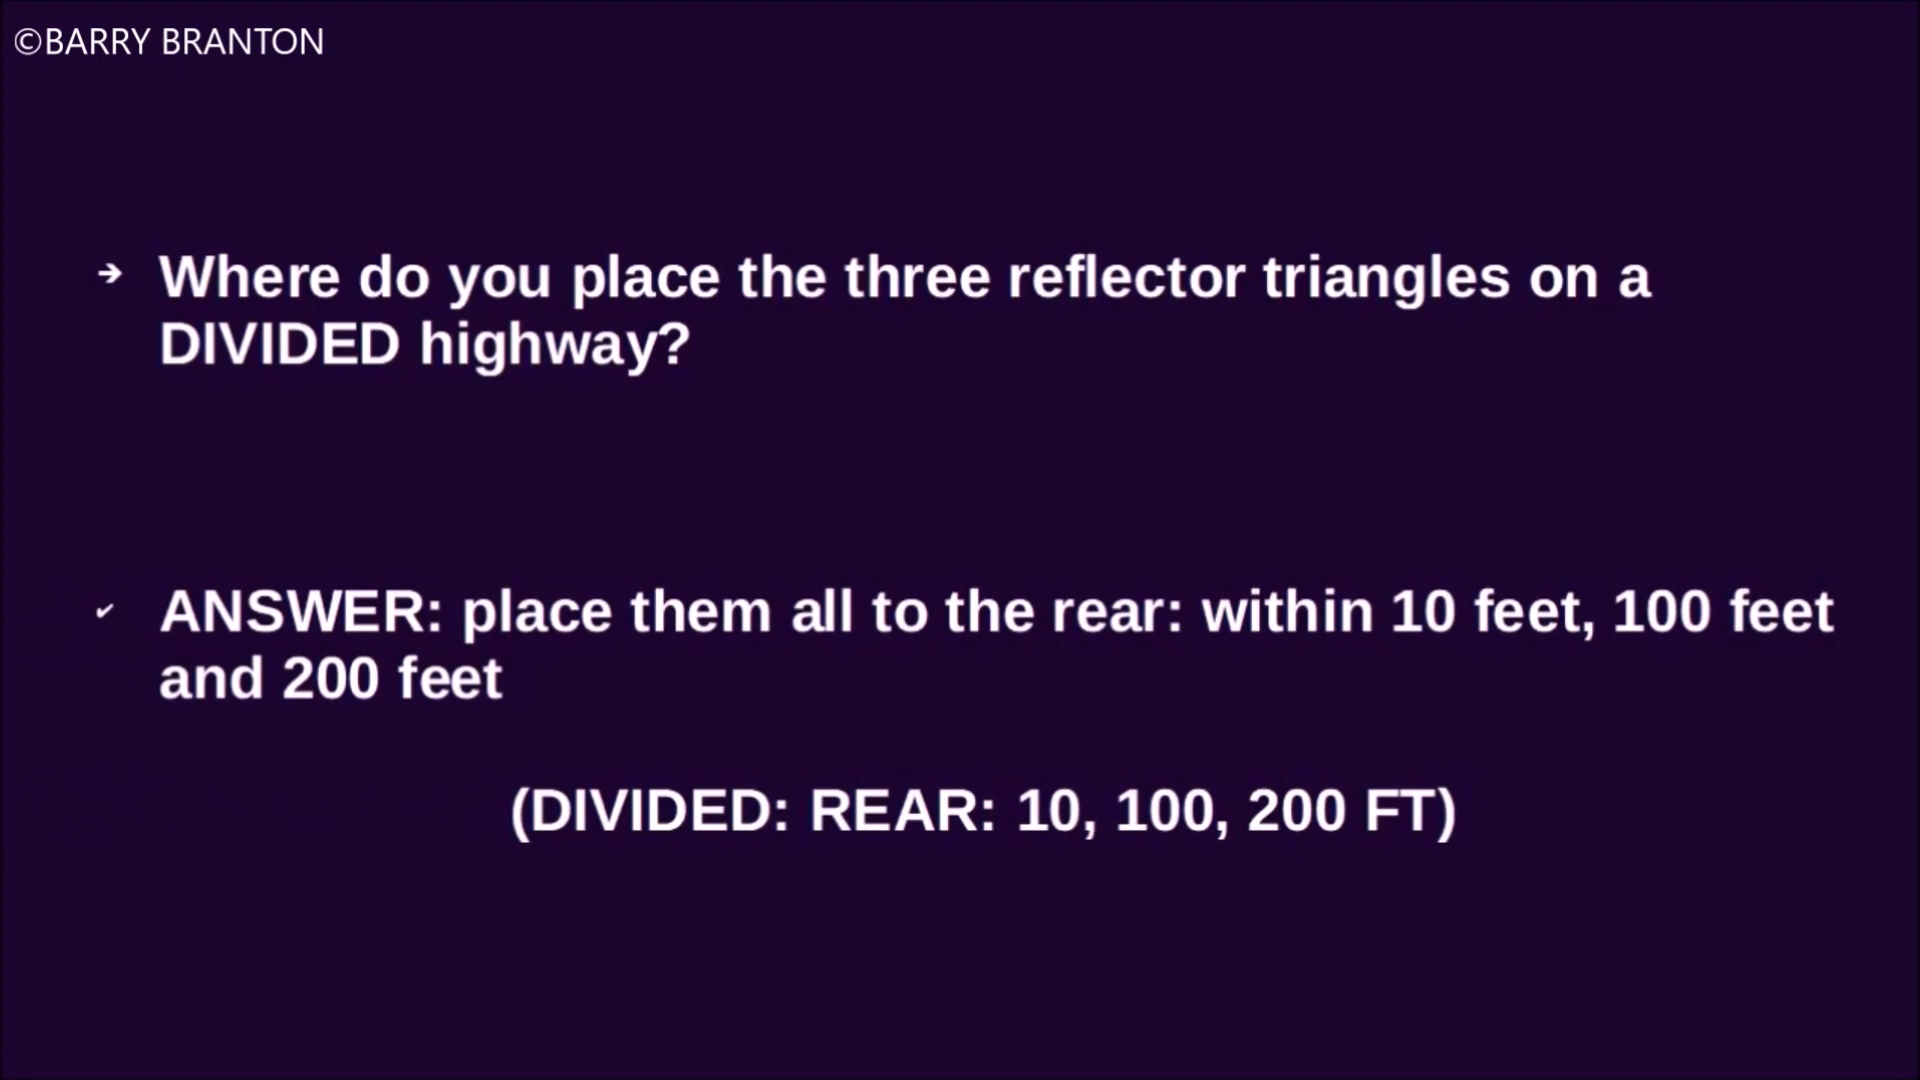 ©BARRY BRANTON
➔ Where do you place the three reflector triangles on a
DIVIDED highway?
✔ ANSWER: place them all to the rear: within 10 feet, 100 feet
and 200 feet
(DIVIDED: REAR: 10, 100, 200 FT)